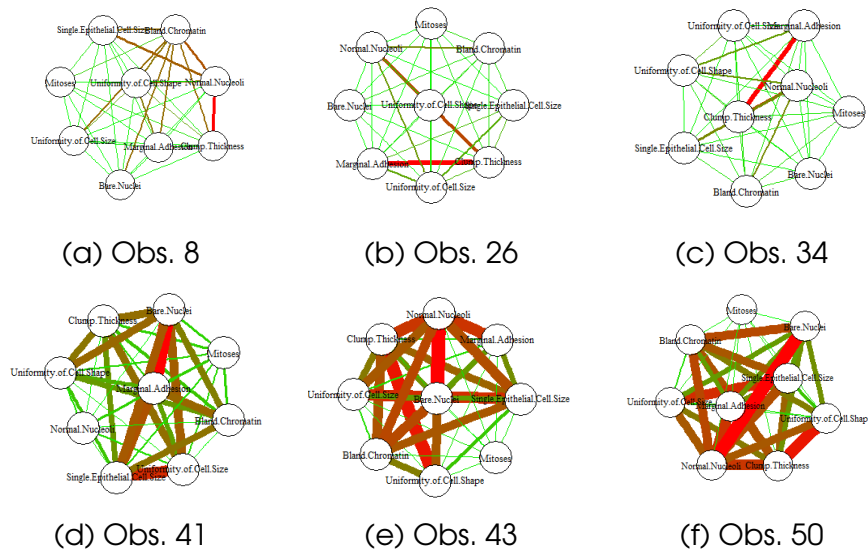 Single.Epithelial.Cell.Size
Bland.Chromatin
Mitoses
Uniformity.of.Cell.Shape
Normal.Nucleoli
Uniformity.of.Cell.Size
Marginal.Adhesion
Clump.Thickness
Bare.Nuclei
(a) Obs. 8
Mitoses
Normal.Nucleoli
Bland.Chromatin
Bare.Nuclei
Uniformity.of.Cell.Shape
Single.Epithelial.Cell.Size
Marginal.Adhesion
Clump.Thickness
Uniformity.of.Cell.Size
(b) Obs. 26
Uniformity.of.Cell.Size
Marginal.Adhesion
Uniformity.of.Cell.Shape
Normal.Nucleoli
Clump.Thickness
Mitoses
Single.Epithelial.Cell.Size
Bare.Nuclei
Bland.Chromatin
(c) Obs. 34
Bare.Nuclei
Clump.Thickness
Mitoses
Uniformity.of.Cell.Shape
Marginal.Adhesion
Bland.Chromatin
Normal.Nucleoli
Uniformity.of.Cell.Size
Single.Epithelial.Cell.Size
(d) Obs. 41
Normal.Nucleoli
Clump.Thickness
Marginal.Adhesion
Uniformity.of.Cell.Size
Bare.Nuclei
Single.Epithelial.Cell.Size
Bland.Chromatin
Mitoses
Uniformity.of.Cell.Shape
(e) Obs. 43
Mitoses
Bare.Nuclei
Bland.Chromatin
Single.Epithelial.Cell.Size
Uniformity.of.Cell.Size
Marginal.Adhesion
Uniformity.of.Cell.Shape
Normal.Nucleoli
Clump.Thickness
(f) Obs. 50